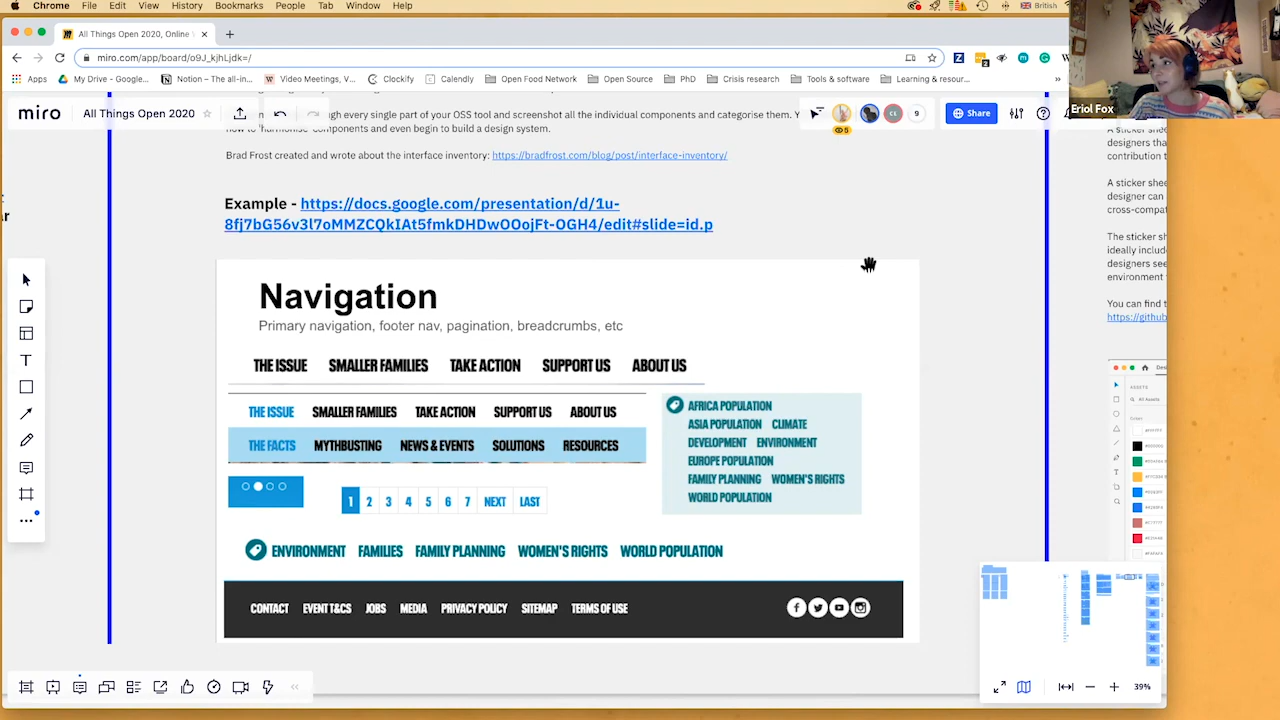 Chrome File Edit View History Bookmarks People Tab Window Help
British
All Things Open 2020, Online W
miro.com/app/board/o9J_kjhLjdk=/
Apps My Drive - Google... Notion – The all-in... Video Meetings, V... Clockify Calendly Open Food Network Open Source PhD Crisis research Tools & software Learning & resour... »
Eriol Fox
miro All Things Open 2020
9
Share
5
gh every single part of your OSS tool and screenshot all the individual components and categorise them. Y
how to 'harmonise' components and even begin to build a design system.
Brad Frost created and wrote about the interface inventory: https://bradfrost.com/blog/post/interface-inventory/
Example - https://docs.google.com/presentation/d/1u-
8fj7bG56v3l7oMMZCQkIAt5fmkDHDwOOojFt-OGH4/edit#slide=id.p
Navigation
Primary navigation, footer nav, pagination, breadcrumbs, etc
THE ISSUE SMALLER FAMILIES TAKE ACTION SUPPORT US ABOUT US
THE ISSUE SMALLER FAMILIES TAKE ACTION SUPPORT US ABOUT US
THE FACTS MYTHBUSTING NEWS & EVENTS SOLUTIONS RESOURCES
AFRICA POPULATION
ASIA POPULATION CLIMATE
DEVELOPMENT ENVIRONMENT
EUROPE POPULATION
FAMILY PLANNING WOMEN'S RIGHTS
WORLD POPULATION
1 2 3 4 5 6 7 NEXT LAST
ENVIRONMENT FAMILIES FAMILY PLANNING WOMEN'S RIGHTS WORLD POPULATION
CONTACT EVENT T&CS JOBS MEDIA PRIVACY POLICY SITEMAP TERMS OF USE
A sticker shee
designers tha
contribution t
A sticker shee
designer can
cross-compat
The sticker sh
ideally includ
designers see
environment
You can find t
https://github
ASSETS
All Assets
39%